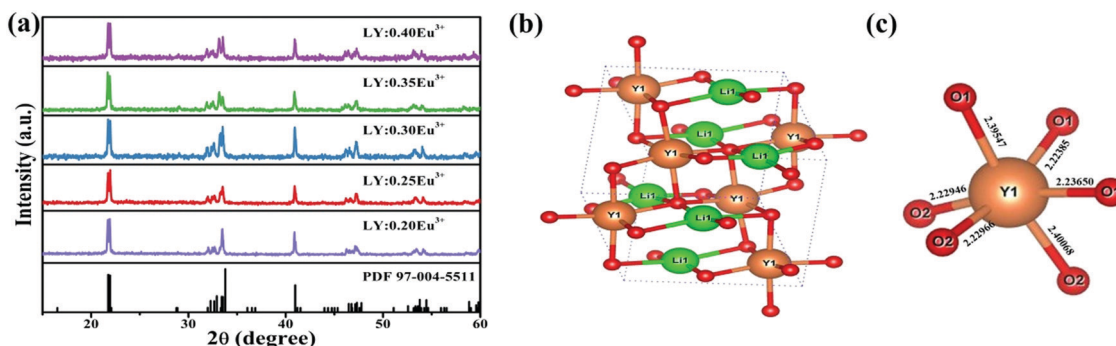 (a)
LY:0.40Eu³⁺
LY:0.35Eu³⁺
LY:0.30Eu³⁺
LY:0.25Eu³⁺
LY:0.20Eu³⁺
PDF 97-004-5511
Intensity (a.u.)
20 30 40 50 60
2θ (degree)
(b)
Y1
Li1
Li1
Y1
Y1
Li1
Li1
Y1
Y1
Li1
Li1
Y1
(c)
O1
O1
2.39547
2.22385
2.23650
O1
Y1
2.22946
O2
2.22966
O2
2.40068
O2